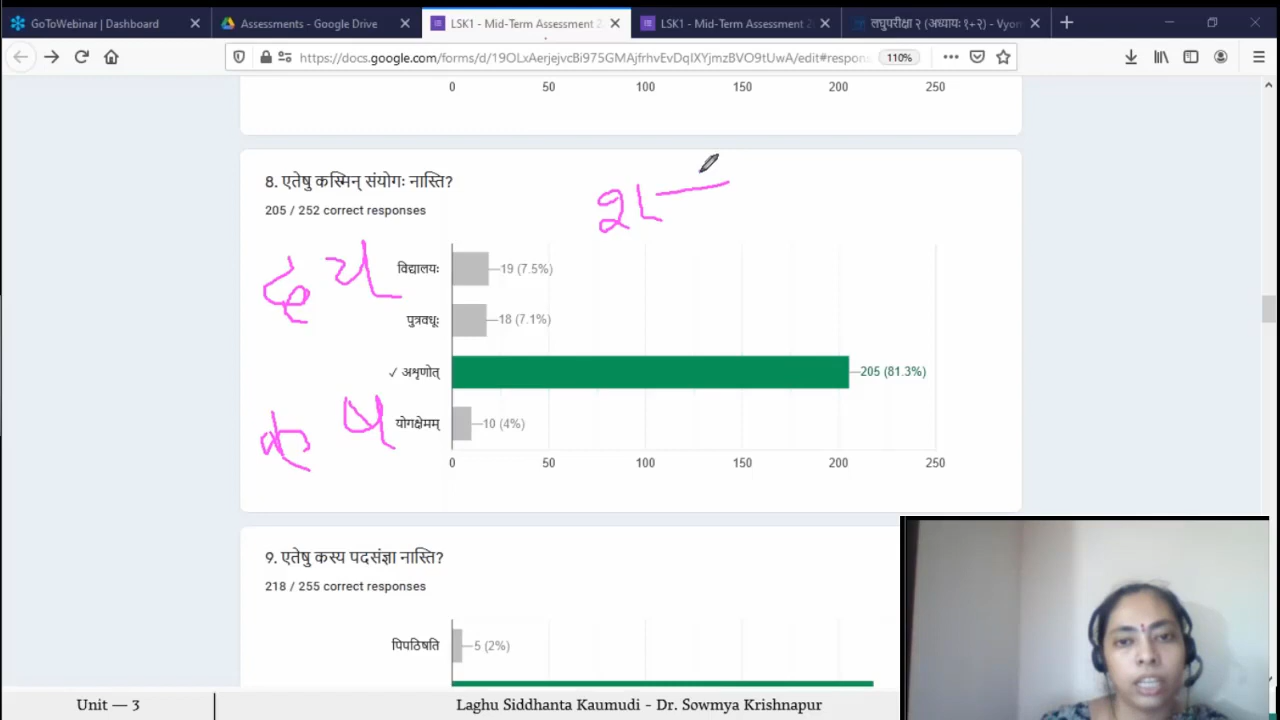 GoToWebinar | Dashboard
Assessments - Google Drive
LSK1 - Mid-Term Assessment 2
LSK1 - Mid-Term Assessment 2
लघुपरीक्षा २ (अध्यायः १+२) - Vyon
https://docs.google.com/forms/d/19OLxAerjejvcBi975GMAjfrhvEvDqIXYjmzBVO9tUwA/edit#respon
110%
0 50 100 150 200 250
8. एतेषु कस्मिन् संयोगः नास्ति?
205 / 252 correct responses
विद्यालयः 19 (7.5%)
पुत्रवधूः 18 (7.1%)
✓ अशृणोत् 205 (81.3%)
योगक्षेमम् 10 (4%)
0 50 100 150 200 250
9. एतेषु कस्य पदसंज्ञा नास्ति?
218 / 255 correct responses
पिपठिषति 5 (2%)
Unit — 3
Laghu Siddhanta Kaumudi - Dr. Sowmya Krishnapur